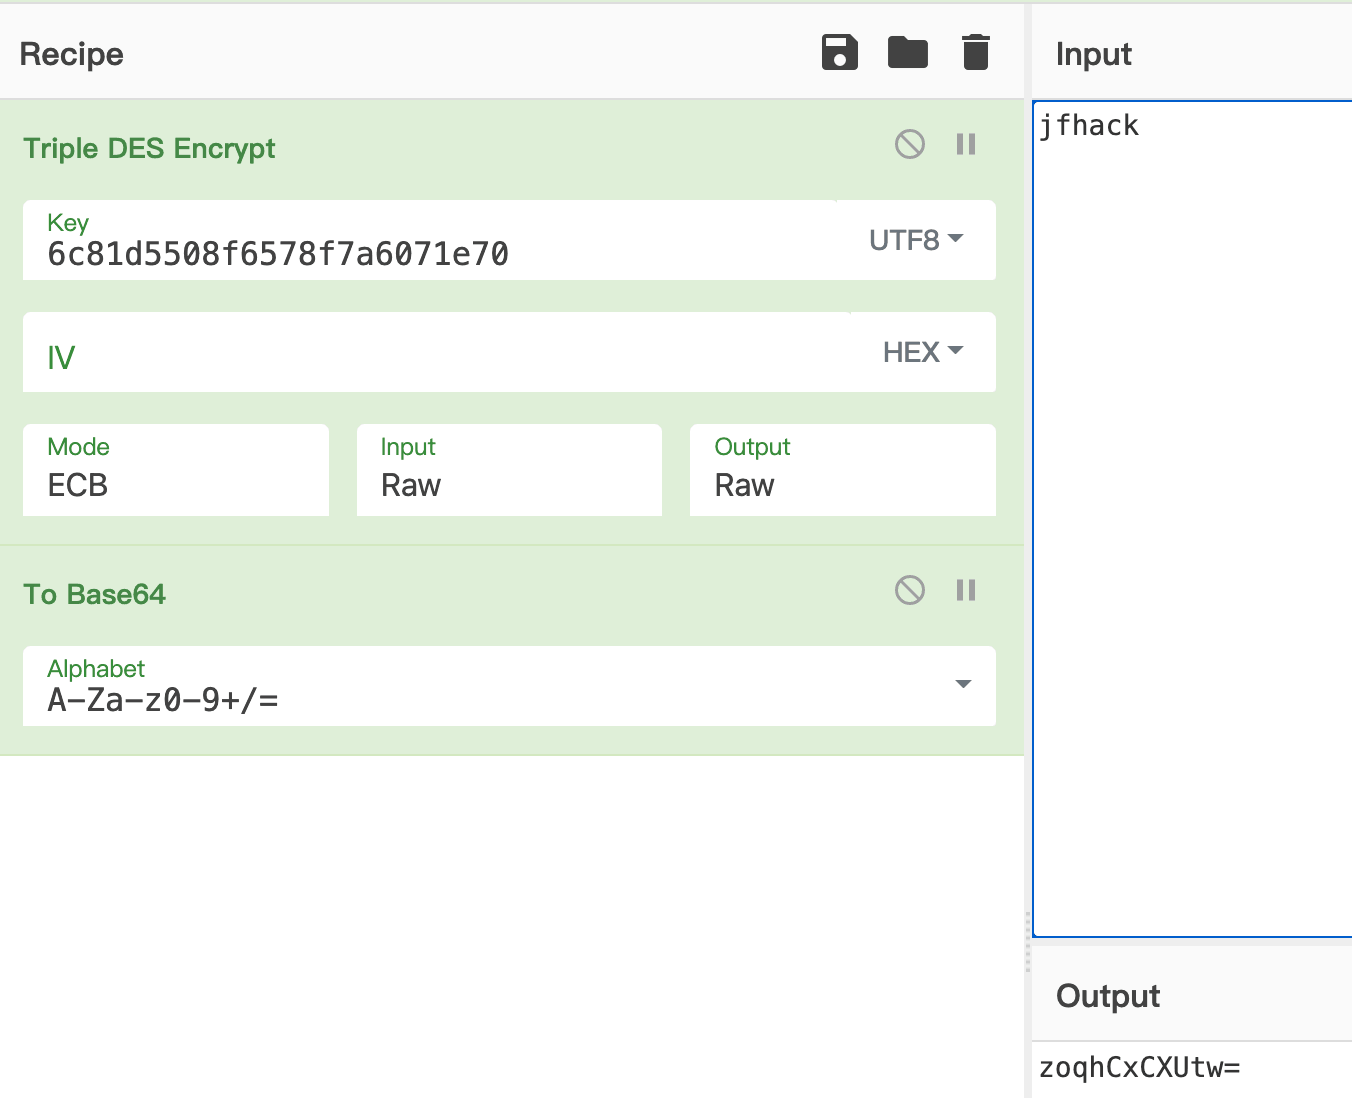 Recipe
Triple DES Encrypt
Key
6c81d5508f6578f7a6071e70
UTF8
IV
HEX
Mode
ECB
Input
Raw
Output
Raw
To Base64
Alphabet
A-Za-z0-9+/=
Input
jfhack
Output
zoqhCxCXUtw=